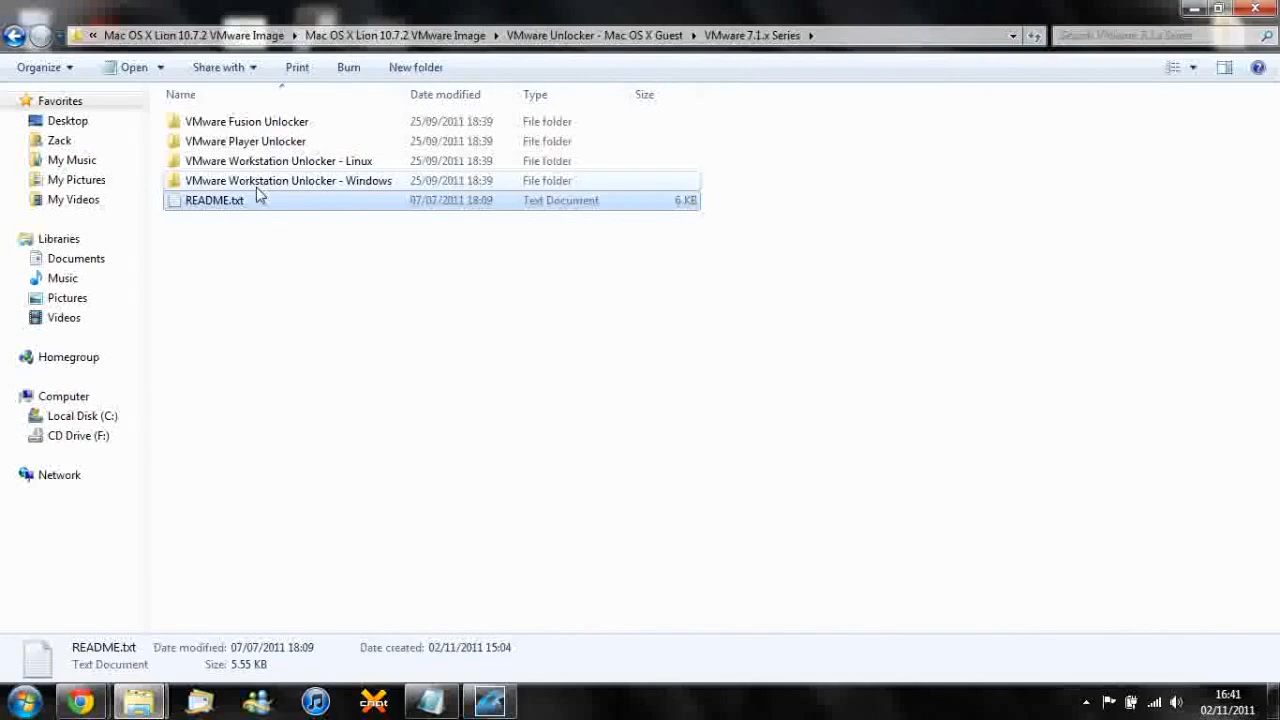 « Mac OS X Lion 10.7.2 VMware Image Mac OS X Lion 10.7.2 VMware Image VMware Unlocker - Mac OS X Guest VMware 7.1.x Series Search VMware 7.1.x Series
Organize Open Share with Print Burn New folder
Name Date modified Type Size
Favorites
Desktop
Zack
My Music
My Pictures
My Videos
Libraries
Documents
Music
Pictures
Videos
Homegroup
Computer
Local Disk (C:)
CD Drive (F:)
Network
VMware Fusion Unlocker 25/09/2011 18:39 File folder
VMware Player Unlocker 25/09/2011 18:39 File folder
VMware Workstation Unlocker - Linux 25/09/2011 18:39 File folder
VMware Workstation Unlocker - Windows 25/09/2011 18:39 File folder
README.txt 07/07/2011 18:09 Text Document 6 KB
README.txt Date modified: 07/07/2011 18:09 Date created: 02/11/2011 15:04
Text Document Size: 5.55 KB
16:41
02/11/2011